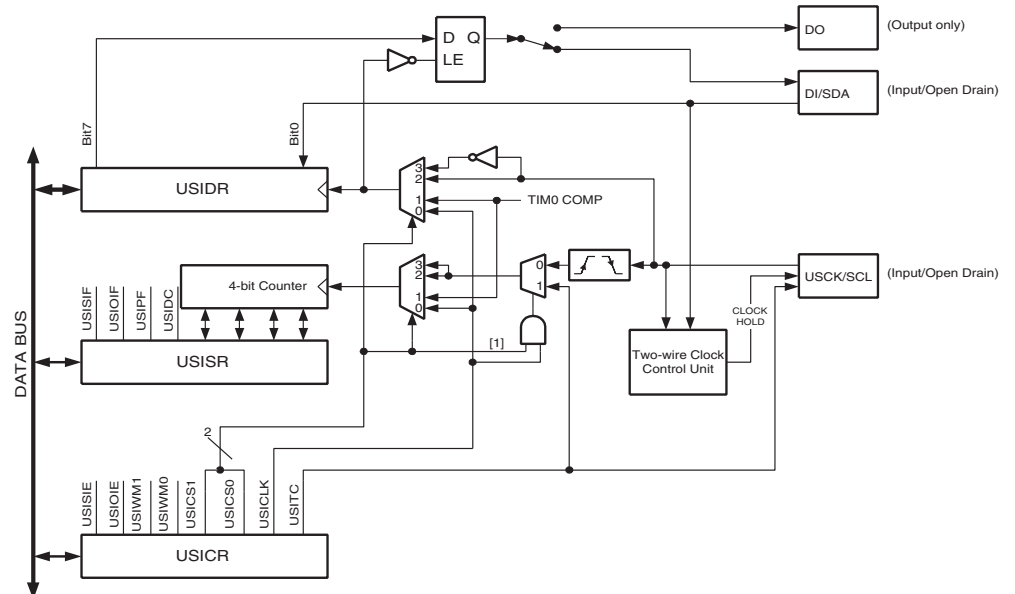 DO
(Output only)
D Q
LE
DI/SDA
(Input/Open Drain)
Bit7
Bit0
USIDR
3
2
1
0
TIM0 COMP
DATA BUS
4-bit Counter
3
2
1
0
0
1
USCK/SCL
(Input/Open Drain)
CLOCK
HOLD
USISIF
USIOIF
USIPF
USIDC
[1]
USISR
Two-wire Clock
Control Unit
2
USISIE
USIOIE
USIWM1
USIWM0
USICS1
USICS0
USICLK
USITC
USICR